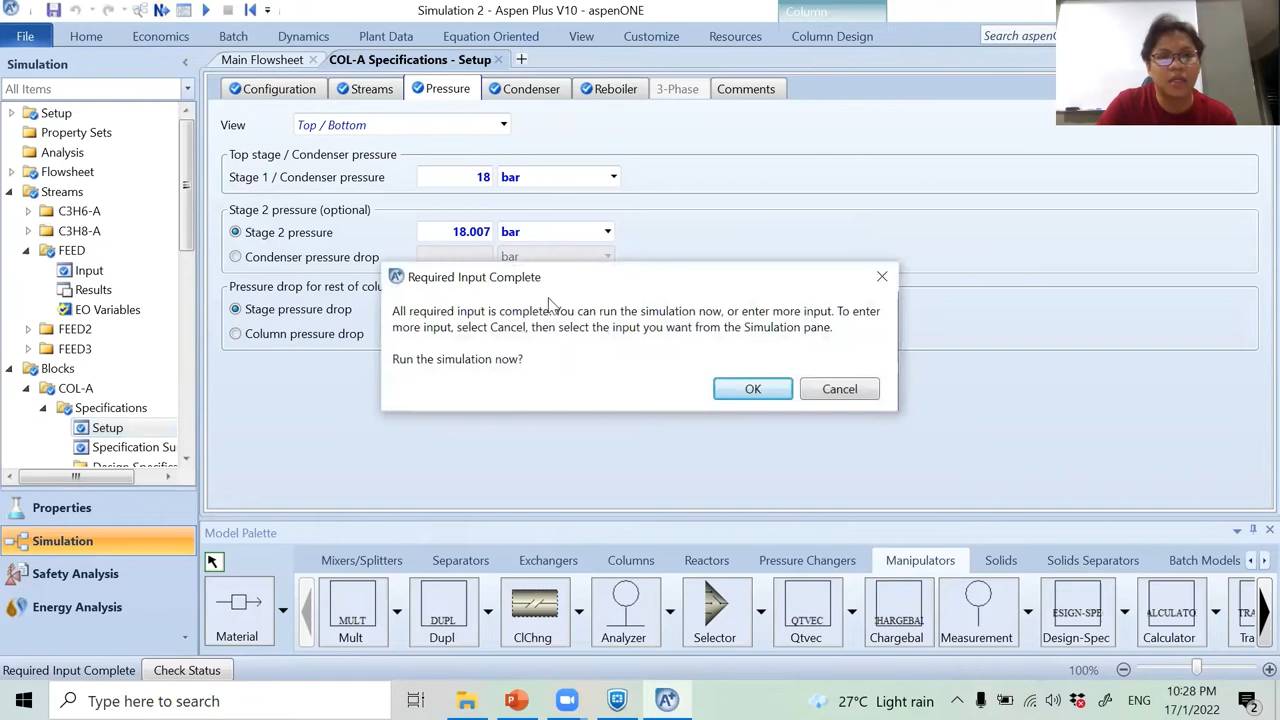 Simulation 2 - Aspen Plus V10 - aspenONE
Column
File
Home
Economics
Batch
Dynamics
Plant Data
Equation Oriented
View
Customize
Resources
Column Design
Search aspen
Simulation
Main Flowsheet
COL-A Specifications - Setup
All Items
Configuration
Streams
Pressure
Condenser
Reboiler
3-Phase
Comments
Setup
Property Sets
Analysis
Flowsheet
Streams
C3H6-A
C3H8-A
FEED
Input
Results
EO Variables
FEED2
FEED3
Blocks
COL-A
Specifications
Setup
Specification Su
View
Top / Bottom
Top stage / Condenser pressure
Stage 1 / Condenser pressure
18
bar
Stage 2 pressure (optional)
Stage 2 pressure
18.007
bar
Condenser pressure drop
bar
Pressure drop for rest of colu
Stage pressure drop
Column pressure drop
Required Input Complete
All required input is complete. You can run the simulation now, or enter more input. To enter
more input, select Cancel, then select the input you want from the Simulation pane.
Run the simulation now?
OK
Cancel
Properties
Simulation
Safety Analysis
Energy Analysis
Model Palette
Mixers/Splitters
Separators
Exchangers
Columns
Reactors
Pressure Changers
Manipulators
Solids
Solids Separators
Batch Models
MULT
DUPL
QTVEC
CHARGEBAL
ESIGN-SPE
ALCULATO
TRA
Material
Mult
Dupl
ClChng
Analyzer
Selector
Qtvec
Chargebal
Measurement
Design-Spec
Calculator
Tra
Required Input Complete
Check Status
100%
Type here to search
27°C Light rain
ENG
10:28 PM
17/1/2022
2